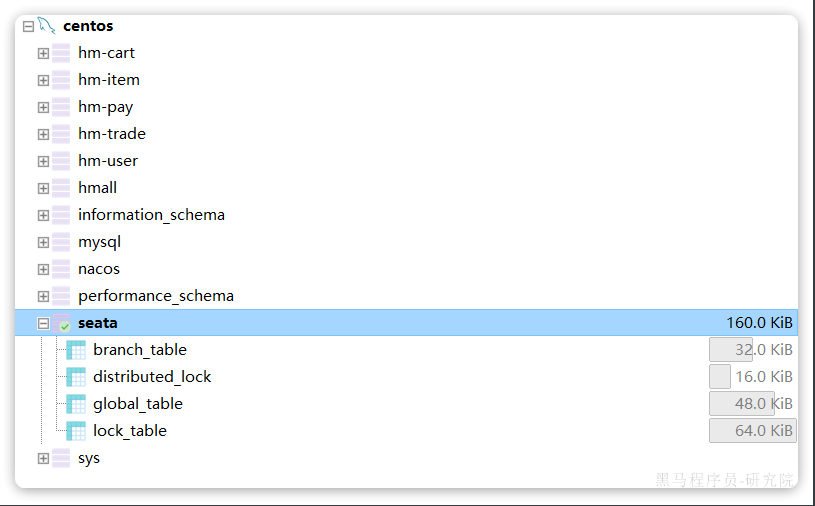 centos
hm-cart
hm-item
hm-pay
hm-trade
hm-user
hmall
information_schema
mysql
nacos
performance_schema
seata 160.0 KiB
branch_table 32.0 KiB
distributed_lock 16.0 KiB
global_table 48.0 KiB
lock_table 64.0 KiB
sys
黑马程序员-研究院